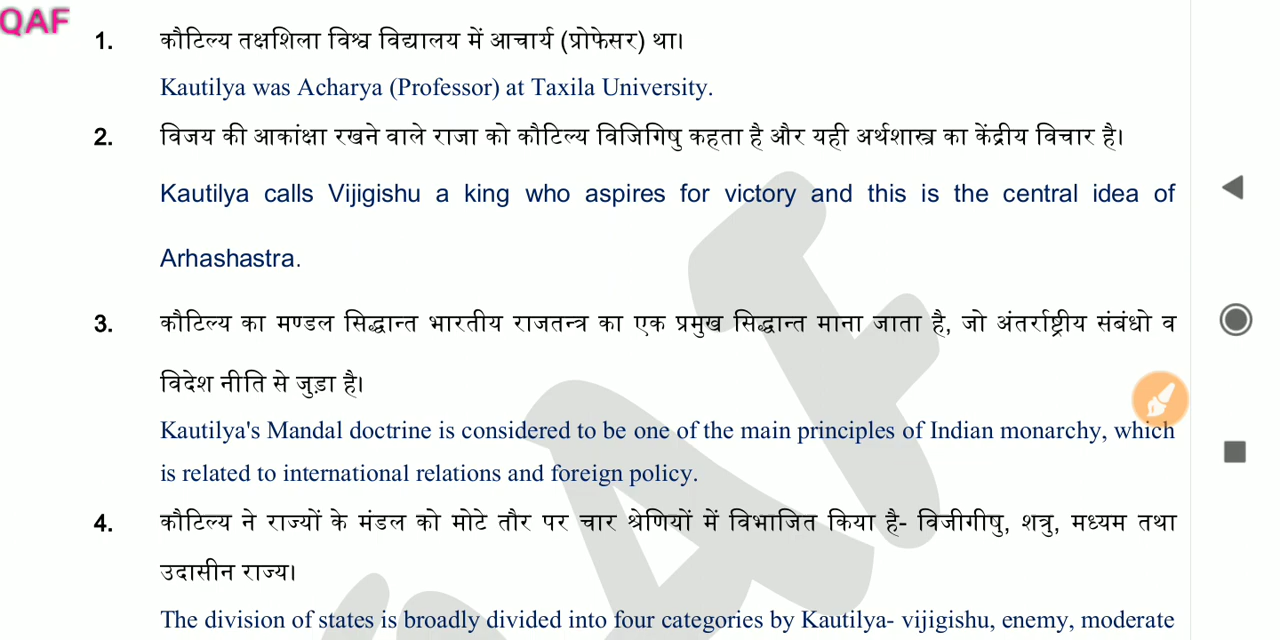 QAF
1. कौटिल्य तक्षशिला विश्व विद्यालय में आचार्य (प्रोफेसर) था।
Kautilya was Acharya (Professor) at Taxila University.
2. विजय की आकांक्षा रखने वाले राजा को कौटिल्य विजिगिषु कहता है और यही अर्थशास्त्र का केंद्रीय विचार है।
Kautilya calls Vijigishu a king who aspires for victory and this is the central idea of
Arhashastra.
3. कौटिल्य का मण्डल सिद्धान्त भारतीय राजतन्त्र का एक प्रमुख सिद्धान्त माना जाता है, जो अंतर्राष्ट्रीय संबंधो व
विदेश नीति से जुड़ा है।
Kautilya's Mandal doctrine is considered to be one of the main principles of Indian monarchy, which
is related to international relations and foreign policy.
4. कौटिल्य ने राज्यों के मंडल को मोटे तौर पर चार श्रेणियों में विभाजित किया है- विजीगीषु, शत्रु, मध्यम तथा
उदासीन राज्य।
The division of states is broadly divided into four categories by Kautilya- vijigishu, enemy, moderate